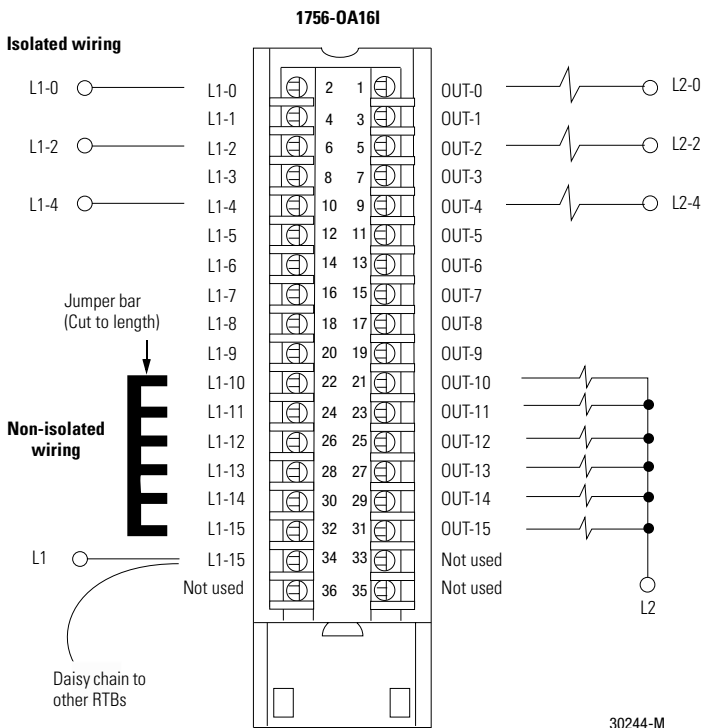 1756-OA16I
Isolated wiring
L1-0 L1-0 2 1 OUT-0 L2-0
L1-1 4 3 OUT-1
L1-2 L1-2 6 5 OUT-2 L2-2
L1-3 8 7 OUT-3
L1-4 L1-4 10 9 OUT-4 L2-4
L1-5 12 11 OUT-5
L1-6 14 13 OUT-6
L1-7 16 15 OUT-7
Jumper bar
(Cut to length)
L1-8 18 17 OUT-8
L1-9 20 19 OUT-9
L1-10 22 21 OUT-10
L1-11 24 23 OUT-11
Non-isolated
wiring
L1-12 26 25 OUT-12
L1-13 28 27 OUT-13
L1-14 30 29 OUT-14
L1-15 32 31 OUT-15
L1 L1-15 34 33 Not used
Not used 36 35 Not used
L2
Daisy chain to
other RTBs
30244-M